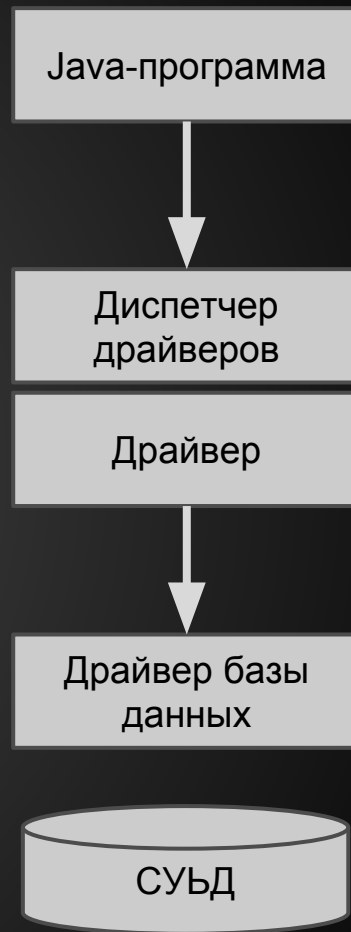 Java-программа
Диспетчер
драйверов
Драйвер
Драйвер базы
данных
СУЬД